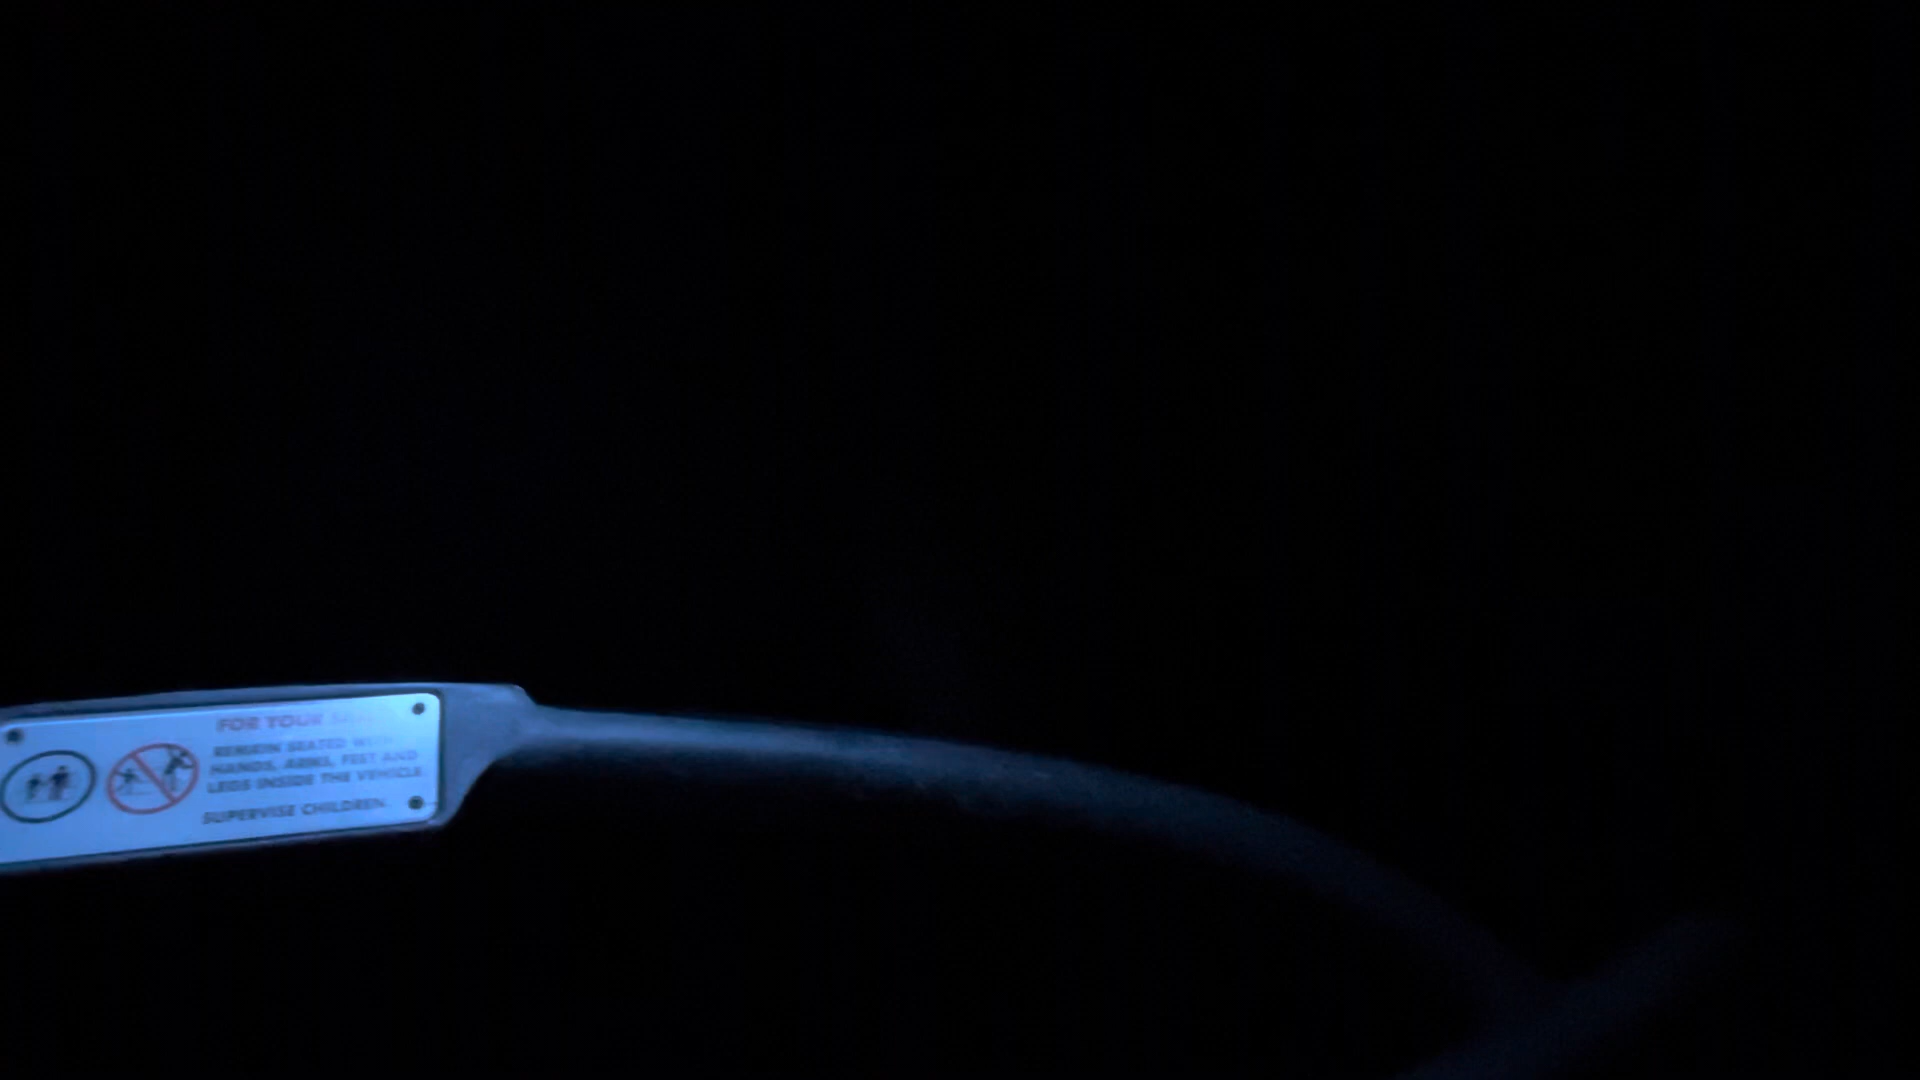 FOR YOUR
REMAIN SEATED WITH
HANDS, ARMS, FEET AND
LEGS INSIDE THE VEHICLE
SUPERVISE CHILDREN